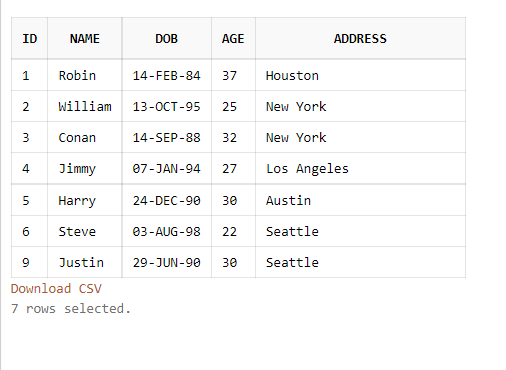 ID NAME DOB AGE ADDRESS
1 Robin 14-FEB-84 37 Houston
2 William 13-OCT-95 25 New York
3 Conan 14-SEP-88 32 New York
4 Jimmy 07-JAN-94 27 Los Angeles
5 Harry 24-DEC-90 30 Austin
6 Steve 03-AUG-98 22 Seattle
9 Justin 29-JUN-90 30 Seattle
Download CSV
7 rows selected.